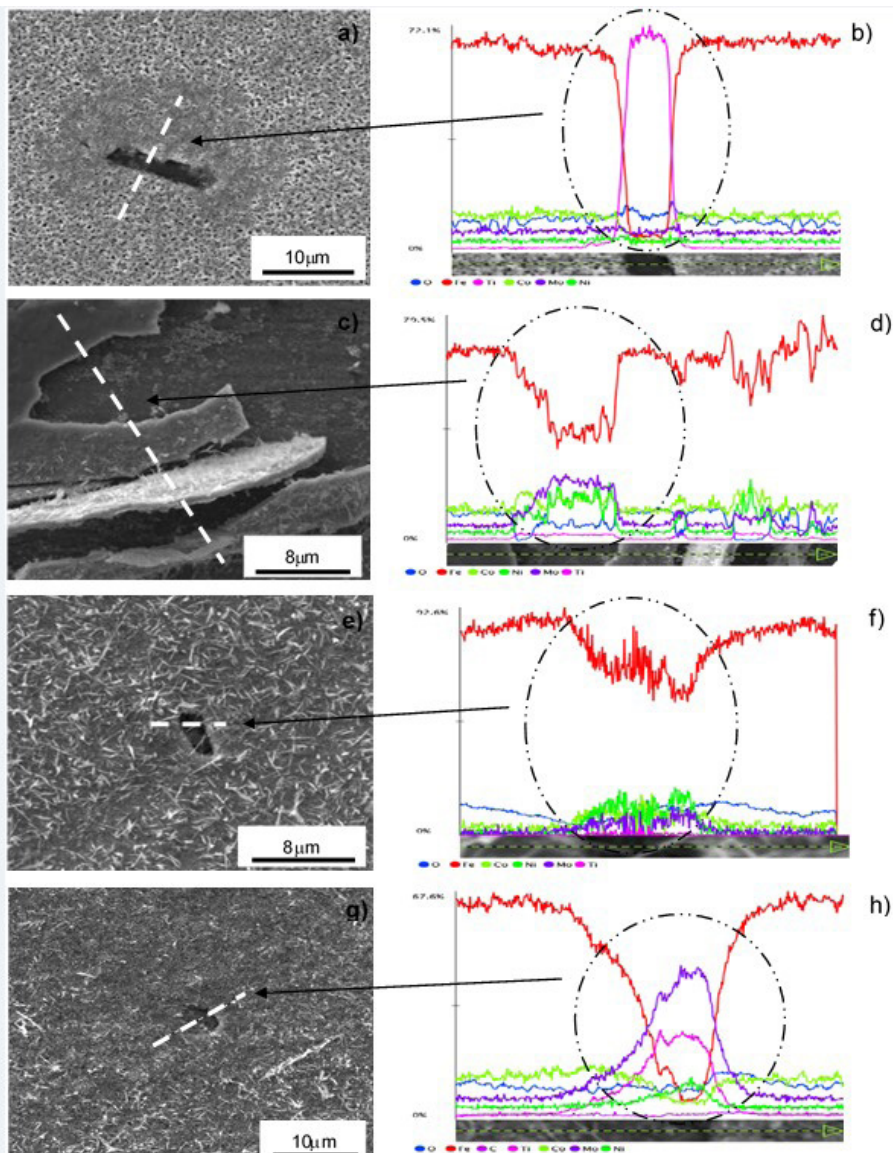 a)
10μm
72.1%
0%
b)
O Fe Ti Co Mo Ni
c)
8μm
79.5%
0%
d)
O Fe Co Ni Mo Ti
e)
8μm
92.6%
0%
f)
O Fe Co Ni Mo Ti
g)
10μm
67.6%
0%
h)
O Fe C Ti Co Mo Ni